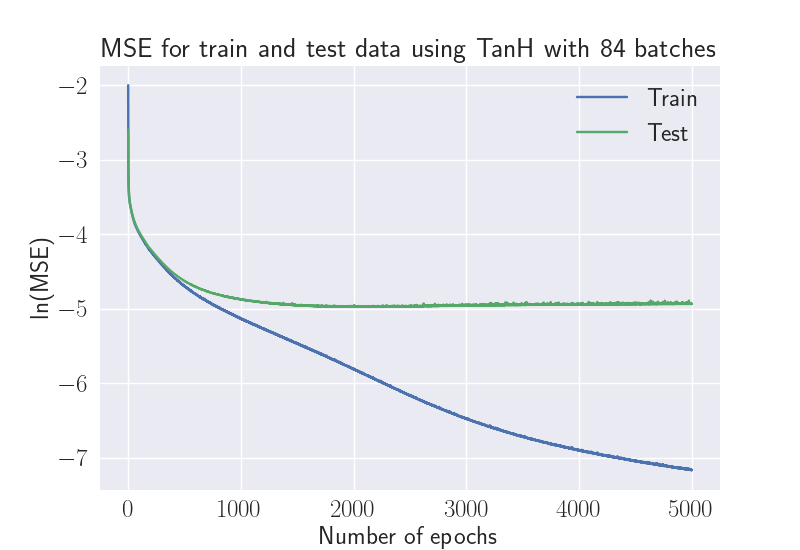 MSE for train and test data using TanH with 84 batches
−2
−3
−4
−5
−6
−7
ln(MSE)
Train
Test
0 1000 2000 3000 4000 5000
Number of epochs